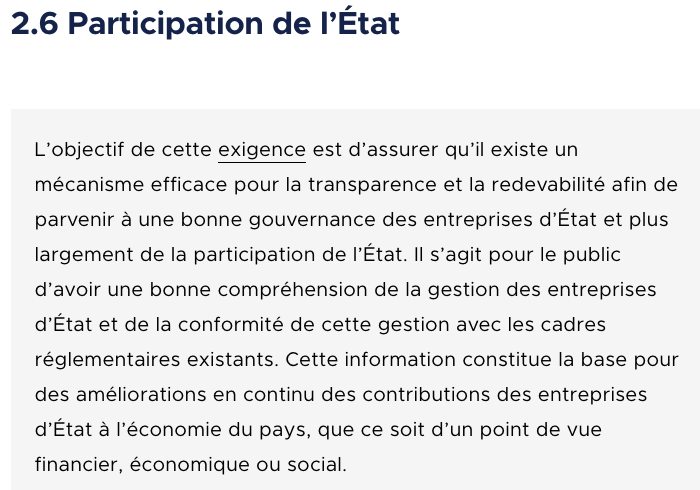 2.6 Participation de l’État
L’objectif de cette exigence est d’assurer qu’il existe un
mécanisme efficace pour la transparence et la redevabilité afin de
parvenir à une bonne gouvernance des entreprises d’État et plus
largement de la participation de l’État. Il s’agit pour le public
d’avoir une bonne compréhension de la gestion des entreprises
d’État et de la conformité de cette gestion avec les cadres
réglementaires existants. Cette information constitue la base pour
des améliorations en continu des contributions des entreprises
d’État à l’économie du pays, que ce soit d’un point de vue
financier, économique ou social.